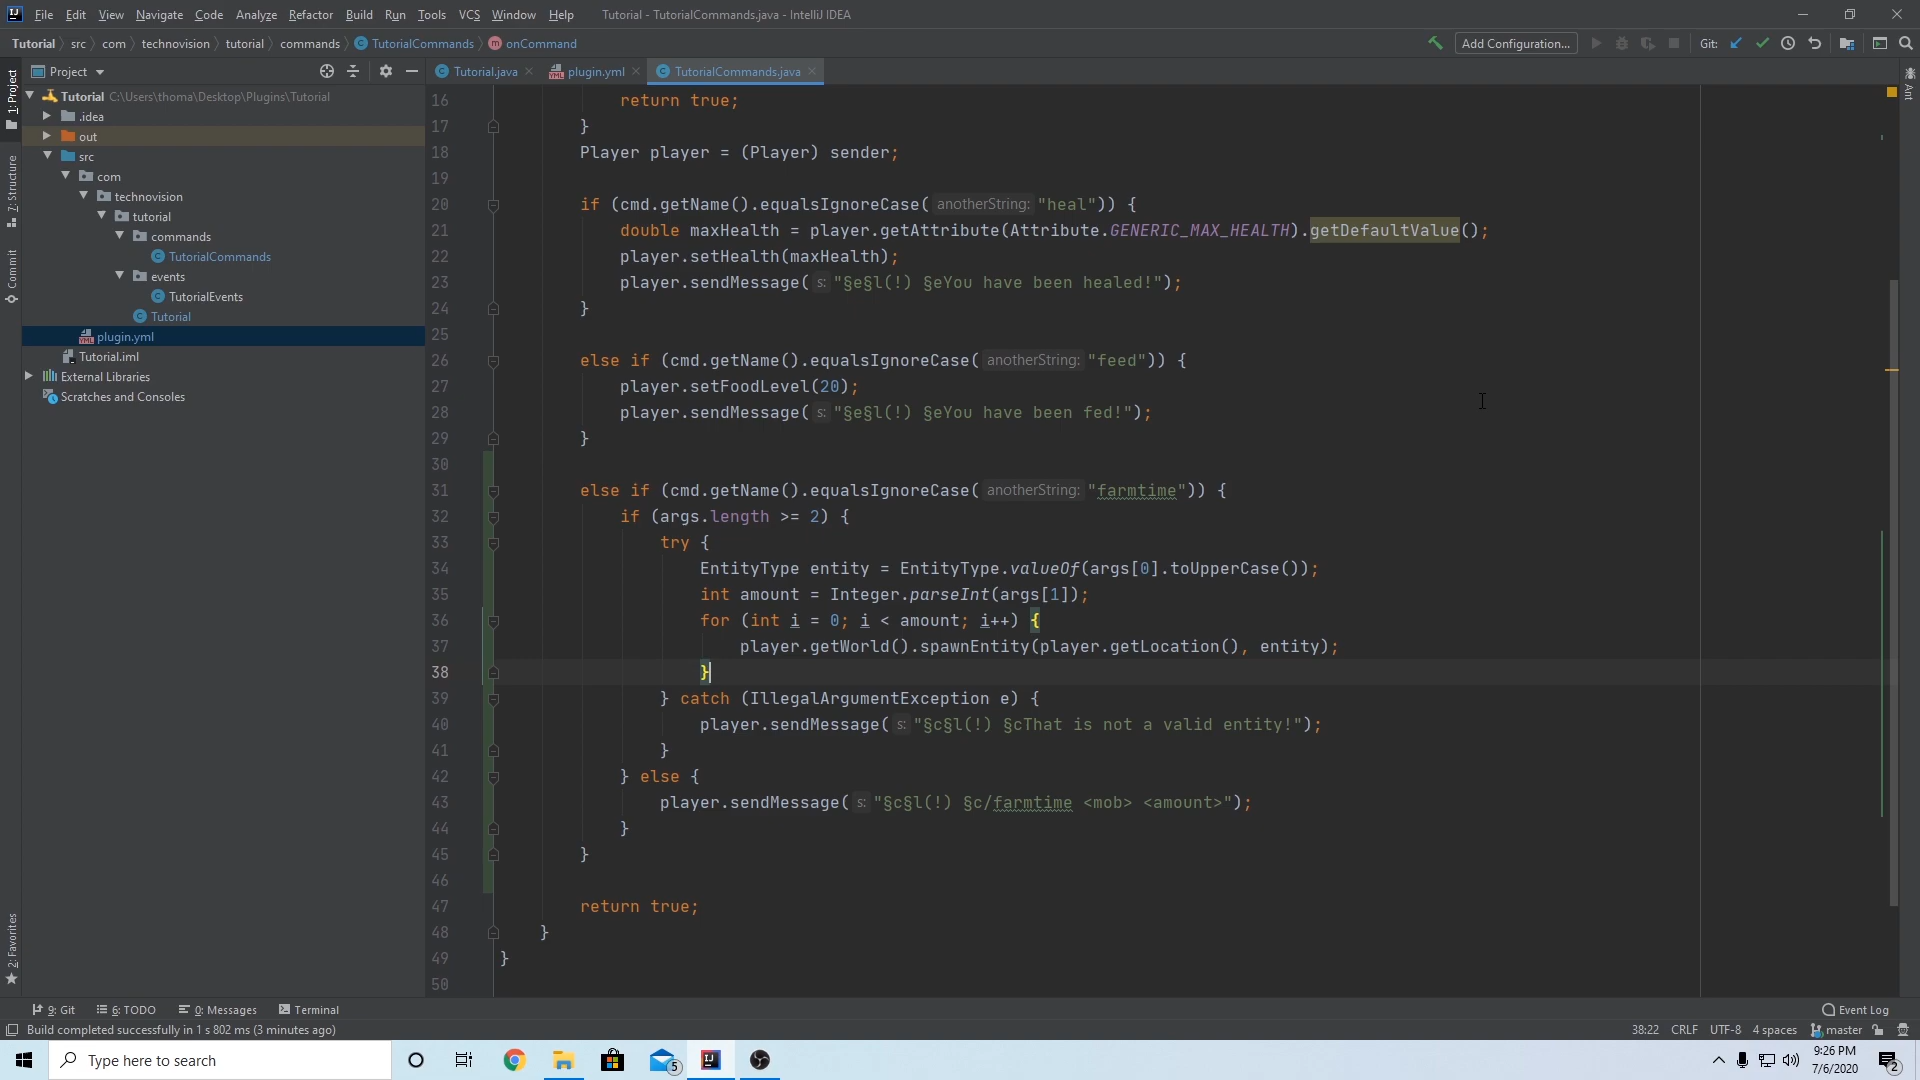 File Edit View Navigate Code Analyze Refactor Build Run Tools VCS Window Help Tutorial - TutorialCommands.java - IntelliJ IDEA
Tutorial src com technovision tutorial commands TutorialCommands onCommand Add Configuration... Git:
Project Tutorial.java plugin.yml TutorialCommands.java
1: Project
7: Structure
Commit
2: Favorites
Ant
Tutorial C:\Users\thoma\Desktop\Plugins\Tutorial
.idea
out
src
com
technovision
tutorial
commands
TutorialCommands
events
TutorialEvents
Tutorial
plugin.yml
Tutorial.iml
External Libraries
Scratches and Consoles
16 return true;
17 }
18 Player player = (Player) sender;
19
20 if (cmd.getName().equalsIgnoreCase( anotherString: "heal")) {
21 double maxHealth = player.getAttribute(Attribute.GENERIC_MAX_HEALTH).getDefaultValue();
22 player.setHealth(maxHealth);
23 player.sendMessage( s: "§e§l(!) §eYou have been healed!");
24 }
25
26 else if (cmd.getName().equalsIgnoreCase( anotherString: "feed")) {
27 player.setFoodLevel(20);
28 player.sendMessage( s: "§e§l(!) §eYou have been fed!");
29 }
30
31 else if (cmd.getName().equalsIgnoreCase( anotherString: "farmtime")) {
32 if (args.length >= 2) {
33 try {
34 EntityType entity = EntityType.valueOf(args[0].toUpperCase());
35 int amount = Integer.parseInt(args[1]);
36 for (int i = 0; i < amount; i++) {
37 player.getWorld().spawnEntity(player.getLocation(), entity);
38 }
39 } catch (IllegalArgumentException e) {
40 player.sendMessage( s: "§c§l(!) §cThat is not a valid entity!");
41 }
42 } else {
43 player.sendMessage( s: "§c§l(!) §c/farmtime <mob> <amount>");
44 }
45 }
46
47 return true;
48 }
49 }
50
9: Git 6: TODO 0: Messages Terminal Event Log
Build completed successfully in 1 s 802 ms (3 minutes ago) 38:22 CRLF UTF-8 4 spaces master
Type here to search 5 9:26 PM
7/6/2020 2